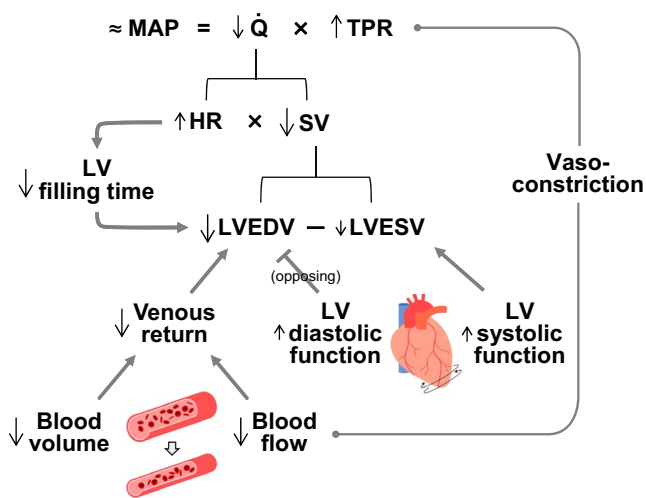 ≈ MAP = ↓ Q̇ × ↑ TPR
↑ HR × ↓ SV
↓ LV
filling time
Vaso-
constriction
↓ LVEDV – ↓ LVESV
(opposing)
↓ Venous
return
LV
↑ diastolic
function
LV
↑ systolic
function
↓ Blood
volume
↓ Blood
flow